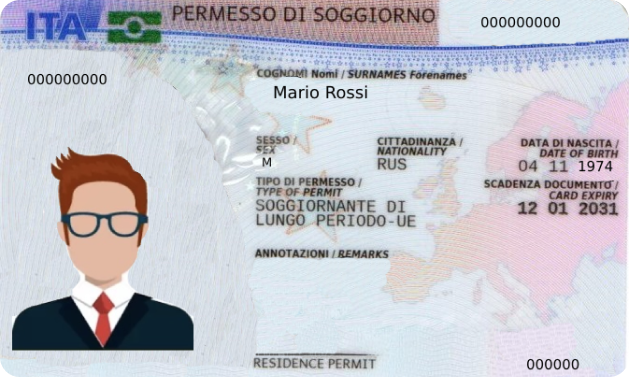 ITA
PERMESSO DI SOGGIORNO
000000000
000000000
COGNOMI Nomi / SURNAMES Forenames
Mario Rossi
SESSO /
SEX
M
CITTADINANZA /
NATIONALITY
RUS
DATA DI NASCITA /
DATE OF BIRTH
04 11 1974
TIPO DI PERMESSO /
TYPE OF PERMIT
SOGGIORNANTE DI
LUNGO PERIODO-UE
SCADENZA DOCUMENTO/
CARD EXPIRY
12 01 2031
ANNOTAZIONI / REMARKS
RESIDENCE PERMIT
000000